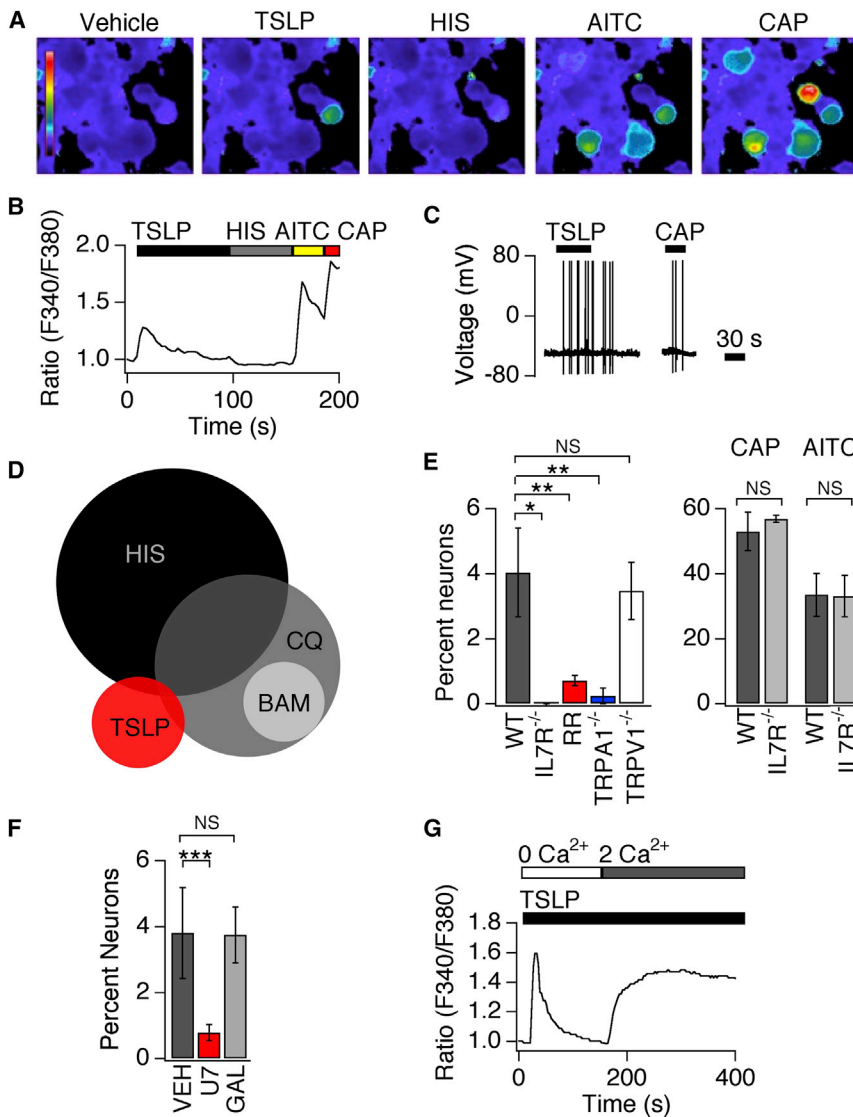 A
Vehicle TSLP HIS AITC CAP
B
TSLP HIS AITC CAP
Ratio (F340/F380)
2.0
1.5
1.0
0 100 200
Time (s)
C
TSLP CAP
Voltage (mV)
80
0
-80
30 s
D
HIS
CQ
BAM
TSLP
E
NS
**
**
*
Percent neurons
6
4
2
0
WT IL7R-/- RR TRPA1-/- TRPV1-/-
CAP AITC
NS NS
60
40
20
0
WT IL7R-/- WT IL7R-/-
F
NS
***
Percent Neurons
6
4
2
0
VEH U7 GAL
G
0 Ca2+ 2 Ca2+
TSLP
Ratio (F340/F380)
1.8
1.6
1.4
1.2
1.0
0 200 400
Time (s)